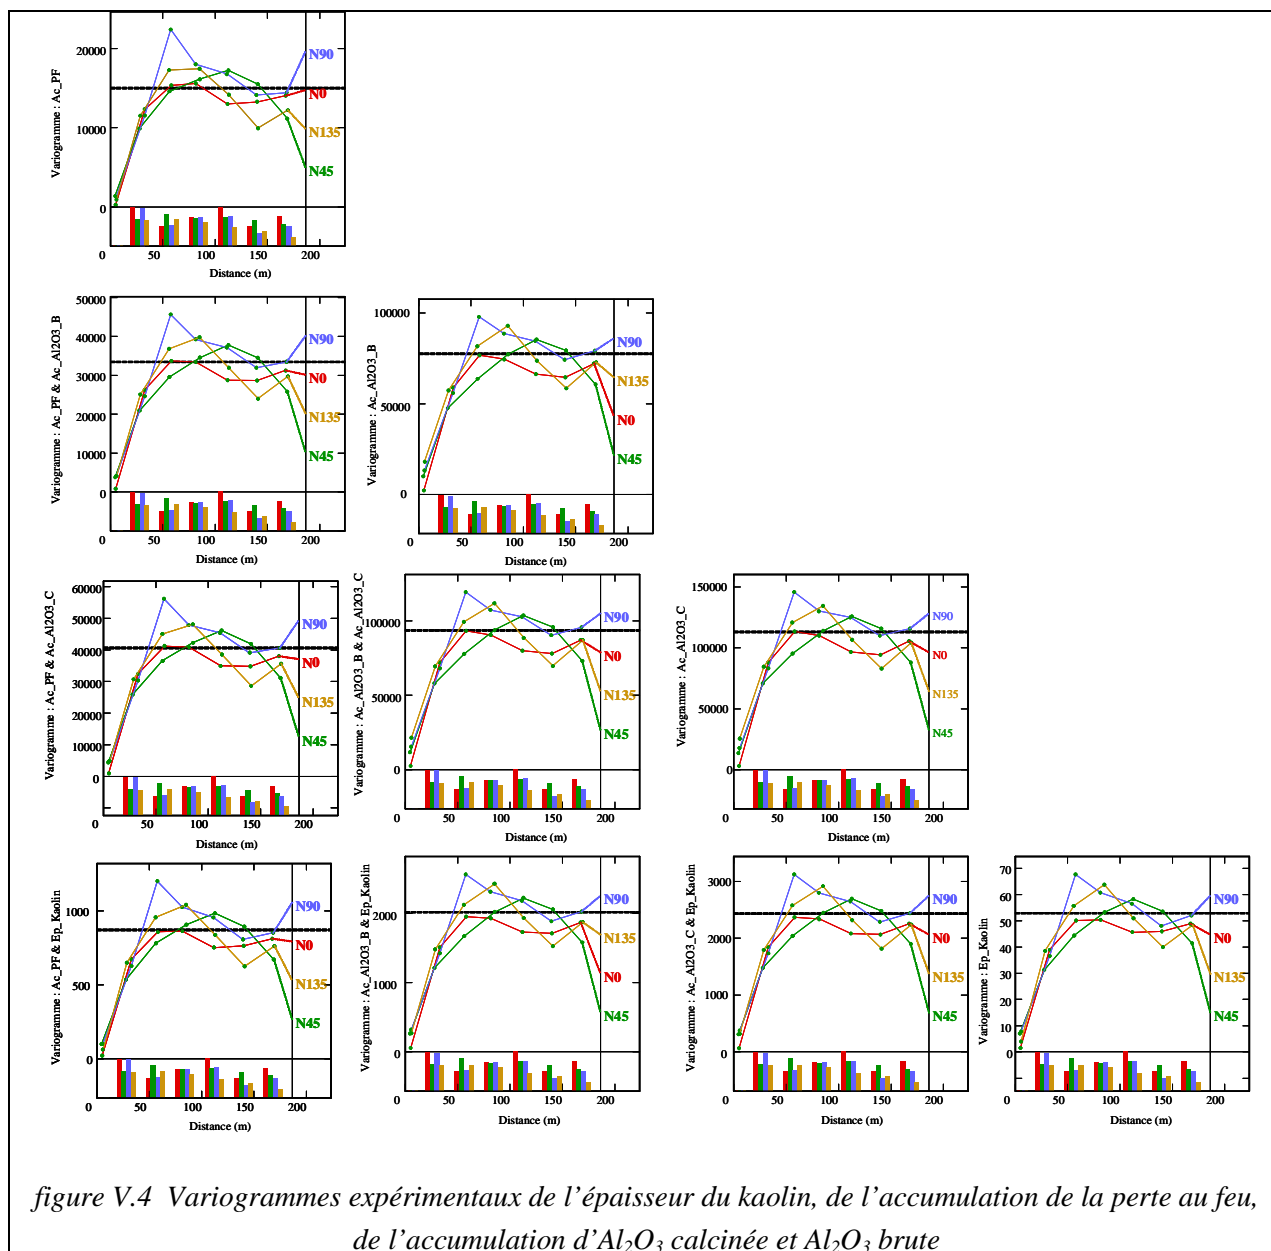 Variogramme : Ac_PF
20000
10000
0
N90
N0
N135
N45
0 50 100 150 200
Distance (m)
Variogramme : Ac_PF & Ac_Al2O3_B
50000
40000
30000
20000
10000
0
N90
N0
N135
N45
0 50 100 150 200
Distance (m)
Variogramme : Ac_Al2O3_B
100000
50000
0
N90
N135
N0
N45
0 50 100 150 200
Distance (m)
Variogramme : Ac_PF & Ac_Al2O3_C
60000
50000
40000
30000
20000
10000
0
N90
N0
N135
N45
0 50 100 150 200
Distance (m)
Variogramme : Ac_Al2O3_B & Ac_Al2O3_C
100000
50000
0
N90
N0
N135
N45
0 50 100 150 200
Distance (m)
Variogramme : Ac_Al2O3_C
150000
100000
50000
0
N90
N0
N135
N45
0 50 100 150 200
Distance (m)
Variogramme : Ac_PF & Ep_Kaolin
1000
500
0
N90
N0
N135
N45
0 50 100 150 200
Distance (m)
Variogramme : Ac_Al2O3_B & Ep_Kaolin
2000
1000
0
N90
N135
N0
N45
0 50 100 150 200
Distance (m)
Variogramme : Ac_Al2O3_C & Ep_Kaolin
3000
2000
1000
0
N90
N0
N135
N45
0 50 100 150 200
Distance (m)
Variogramme : Ep_Kaolin
70
60
50
40
30
20
10
0
N90
N0
N135
N45
0 50 100 150 200
Distance (m)
figure V.4 Variogrammes expérimentaux de l’épaisseur du kaolin, de l’accumulation de la perte au feu,
de l’accumulation d’Al₂O₃ calcinée et Al₂O₃ brute